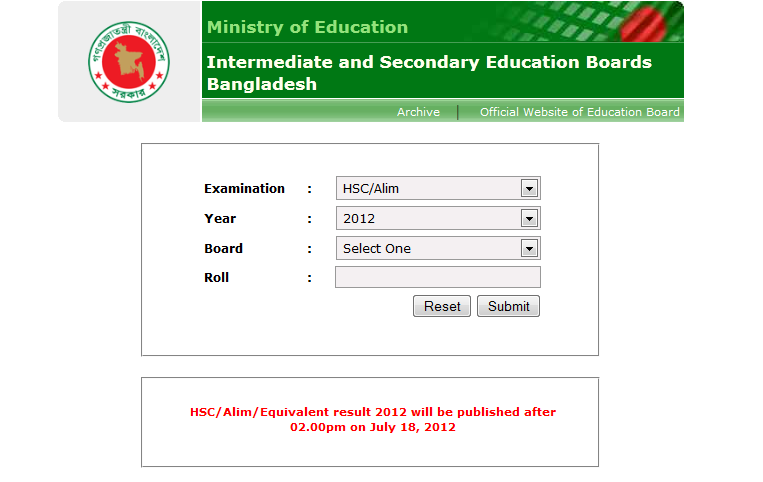 গণপ্রজাতন্ত্রী বাংলাদেশ
সরকার
Ministry of Education
Intermediate and Secondary Education Boards
Bangladesh
Archive | Official Website of Education Board
Examination : HSC/Alim
Year : 2012
Board : Select One
Roll :
Reset Submit
HSC/Alim/Equivalent result 2012 will be published after
02.00pm on July 18, 2012